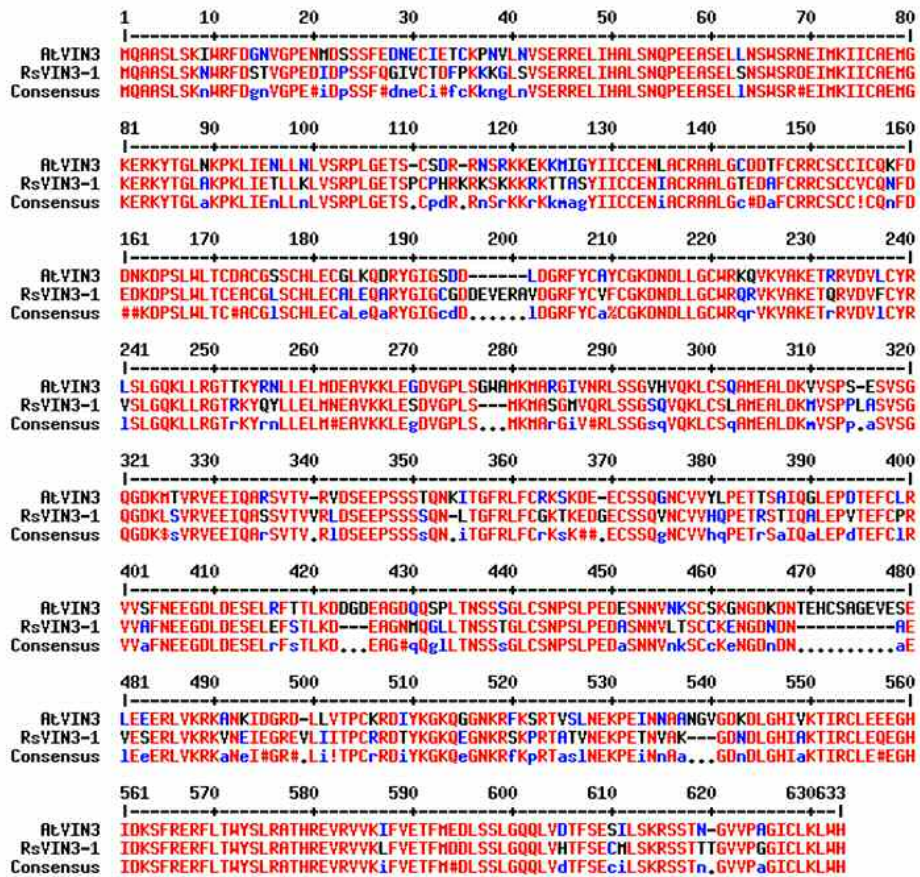 1 10 20 30 40 50 60 70 80
|--------+---------+---------+---------+---------+---------+---------+---------|
AtVIN3 MQAASLSKIWRFDGNVGPENMDSSSFEDNECIETCKPNVLNVSERRELIHALSNQPEEASELLNSWSRNEIMKIICAEMG
RsVIN3-1 MQAASLSKNWRFDSTVGPEDIDPSSFQGIVCTDFPKKKGLSVSERRELIHALSNQPEEASELSNSWSRDEIMKIICAEMG
Consensus MQAASLSKnWRFDgnVGPE#iDpSSF#dneCi#fcKkngLnVSERRELIHALSNQPEEASELlNSWSR#EIMKIICAEMG
81 90 100 110 120 130 140 150 160
|--------+---------+---------+---------+---------+---------+---------+---------|
AtVIN3 KERKYTGLNKPKLIENLLNLVSRPLGETS-CSDR-RNSRKKEKKMIGYIICCENLACRAALGCDDTFCRRCSCCICQKFD
RsVIN3-1 KERKYTGLAKPKLIETLLKLVSRPLGETSPCPHRKRKSKKKRKTTASYIICCENIACRAALGTEDAFCRRCSCCVCQNFD
Consensus KERKYTGLaKPKLIEnLLnLVSRPLGETS.CpdR.RnSrKKrKkmagYIICCENiACRAALGc#DaFCRRCSCC!CQnFD
161 170 180 190 200 210 220 230 240
|--------+---------+---------+---------+---------+---------+---------+---------|
AtVIN3 DNKDPSLWLTCDACGSSCHLECGLKQDRYGIGSDD------LDGRFYCAYCGKDNDLLGCWRKQVKVAKETRRVDVLCYR
RsVIN3-1 EDKDPSLWLTCEACGLSCHLECALEQARYGIGCGDDEVERAVDGRFYCVFCGKDNDLLGCWRQRVKVAKETQRVDVFCYR
Consensus ##KDPSLWLTC#ACGlSCHLECaLeQaRYGIGcdD......lDGRFYCa%CGKDNDLLGCWRqrVKVAKETrRVDVlCYR
241 250 260 270 280 290 300 310 320
|--------+---------+---------+---------+---------+---------+---------+---------|
AtVIN3 LSLGQKLLRGTTKYRNLLELMDEAVKKLEGDVGPLSGWAMKMARGIVNRLSSGVHVQKLCSQAMEALDKVVSPS-ESVSG
RsVIN3-1 VSLGQKLLRGTRKYQYLLELMNEAVKKLESDVGPLS---MKMASGMVQRLSSGSQVQKLCSLAMEALDKMVSPPLASVSG
Consensus lSLGQKLLRGTrKYrnLLELM#EAVKKLEgDVGPLS...MKMArGiV#RLSSGsqVQKLCSqAMEALDKmVSPp.aSVSG
321 330 340 350 360 370 380 390 400
|--------+---------+---------+---------+---------+---------+---------+---------|
AtVIN3 QGDKMTVRVEEIQARSVTV-RVDSEEPSSSTQNKITGFRLFCRKSKDE-ECSSQGNCVVYLPETTSAIQGLEPDTEFCLR
RsVIN3-1 QGDKLSVRVEEIQASSVTVVRLDSEEPSSSSQN-LTGFRLFCGKTKEDGECSSQVNCVVHQPETRSTIQALEPVTEFCPR
Consensus QGDK$sVRVEEIQArSVTV.RlDSEEPSSSsQN.iTGFRLFCrKsK##.ECSSQgNCVVhqPETrSaIQaLEPdTEFClR
401 410 420 430 440 450 460 470 480
|--------+---------+---------+---------+---------+---------+---------+---------|
AtVIN3 VVSFNEEGDLDESELRFTTLKDDGDEAGDQQSPLTNSSSGLCSNPSLPEDESNNVNKSCSKGNGDKDNTEHCSAGEVESE
RsVIN3-1 VVAFNEEGDLDESELEFSTLKD---EAGNMQGLLTNSSTGLCSNPSLPEDASNNVLTSCCKENGDNDN----------AE
Consensus VVaFNEEGDLDESELrFsTLKD...EAG#qQglLTNSSsGLCSNPSLPEDaSNNVnkSCcKeNGDnDN..........aE
481 490 500 510 520 530 540 550 560
|--------+---------+---------+---------+---------+---------+---------+---------|
AtVIN3 LEEERLVKRKANKIDGRD-LLVTPCKRDIYKGKQGGNKRFKSRTVSLNEKPEINNAANGVGDKDLGHIVKTIRCLEEEGH
RsVIN3-1 VESERLVKRKVNEIEGREVLIITPCRRDTYKGKQEGNKRSKPRTATVNEKPETNVAK---GDNDLGHIAKTIRCLEQEGH
Consensus lEeERLVKRKaNeI#GR#.Li!TPCrRDiYKGKQeGNKRfKpRTaslNEKPEinNAa...GDnDLGHIaKTIRCLE#EGH
561 570 580 590 600 610 620 630633
|--------+---------+---------+---------+---------+---------+---------+--|
AtVIN3 IDKSFRERFLTWYSLRATHREVRVVKIFVETFMEDLSSLGQQLVDTFSESILSKRSSTN-GVVPAGICLKLWH
RsVIN3-1 IDKSFRERFLTWYSLRATHREVRVVKLFVETFMDDLSSLGQQLVHTFSECMLSKRSSTTTGVVPGGICLKLWH
Consensus IDKSFRERFLTWYSLRATHREVRVVKiFVETFM#DLSSLGQQLVdTFSEciLSKRSSTn.GVVPaGICLKLWH